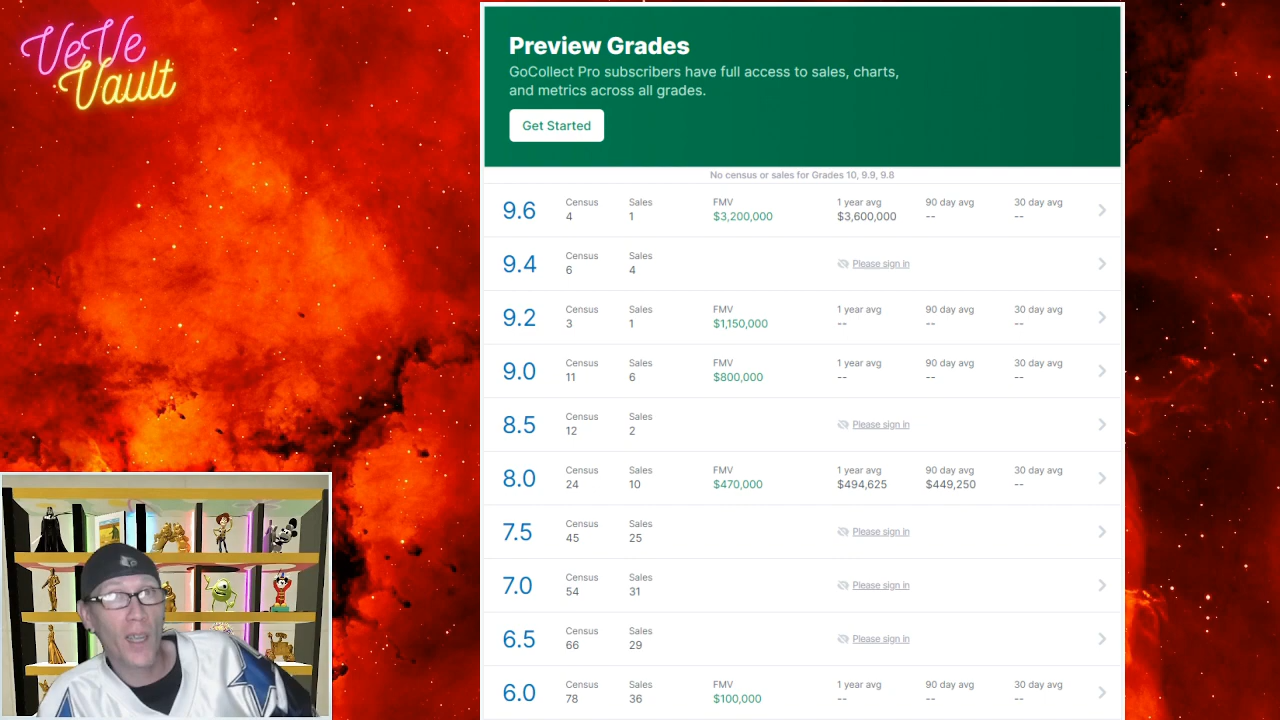 VeVe
Vault
Preview Grades
GoCollect Pro subscribers have full access to sales, charts,
and metrics across all grades.
Get Started
No census or sales for Grades 10, 9.9, 9.8
9.6 Census 4 Sales 1 FMV $3,200,000 1 year avg $3,600,000 90 day avg -- 30 day avg --
9.4 Census 6 Sales 4 Please sign in
9.2 Census 3 Sales 1 FMV $1,150,000 1 year avg -- 90 day avg -- 30 day avg --
9.0 Census 11 Sales 6 FMV $800,000 1 year avg -- 90 day avg -- 30 day avg --
8.5 Census 12 Sales 2 Please sign in
8.0 Census 24 Sales 10 FMV $470,000 1 year avg $494,625 90 day avg $449,250 30 day avg --
7.5 Census 45 Sales 25 Please sign in
7.0 Census 54 Sales 31 Please sign in
6.5 Census 66 Sales 29 Please sign in
6.0 Census 78 Sales 36 FMV $100,000 1 year avg -- 90 day avg -- 30 day avg --